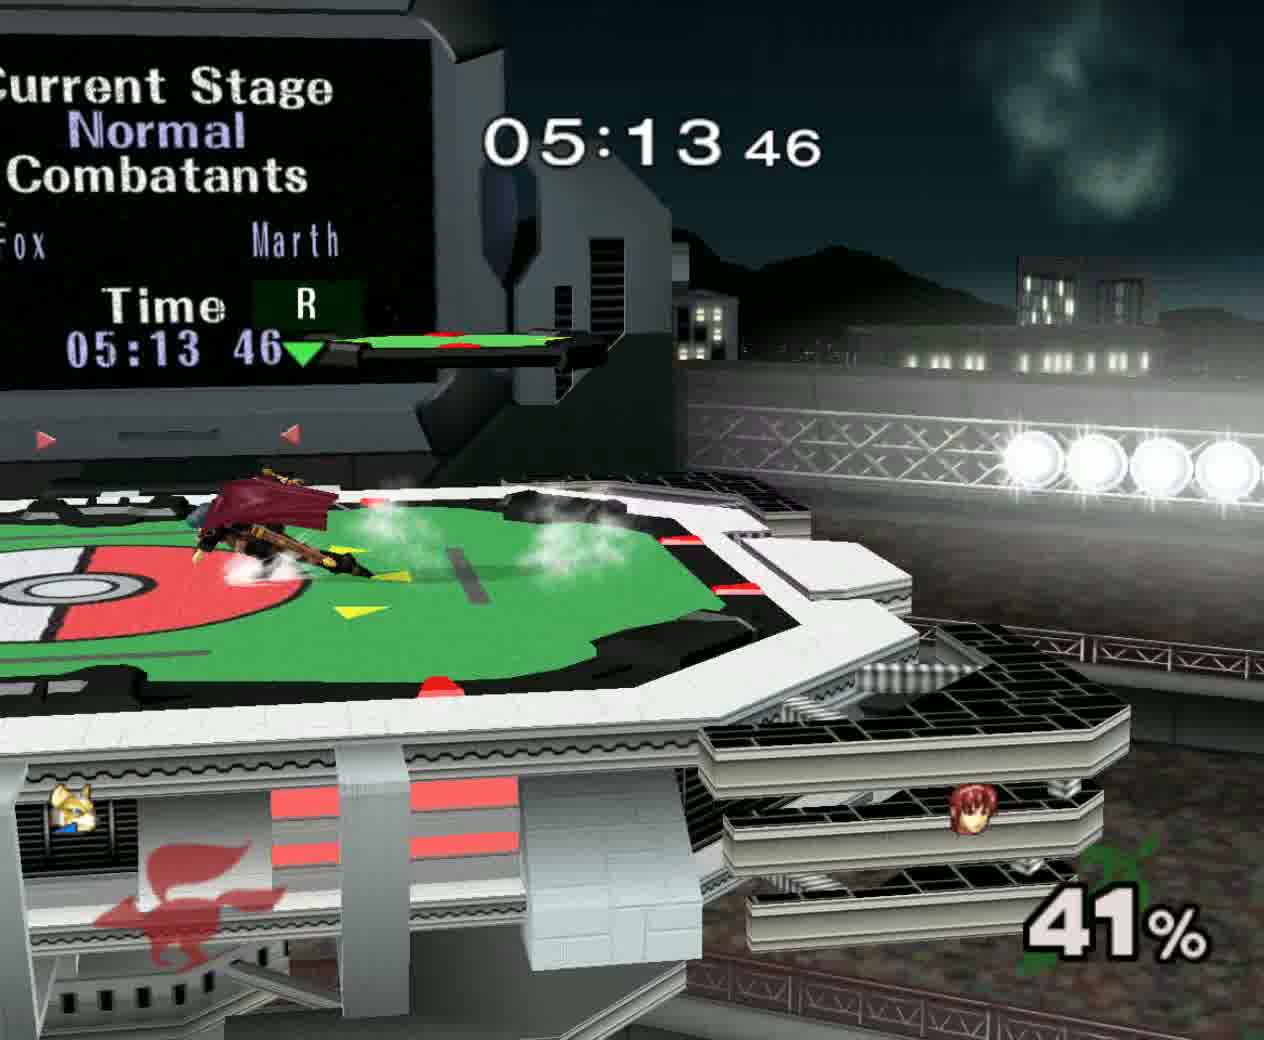 Current Stage
Normal
Combatants
Fox Marth
Time R
05:13 46
05:13 46
41%